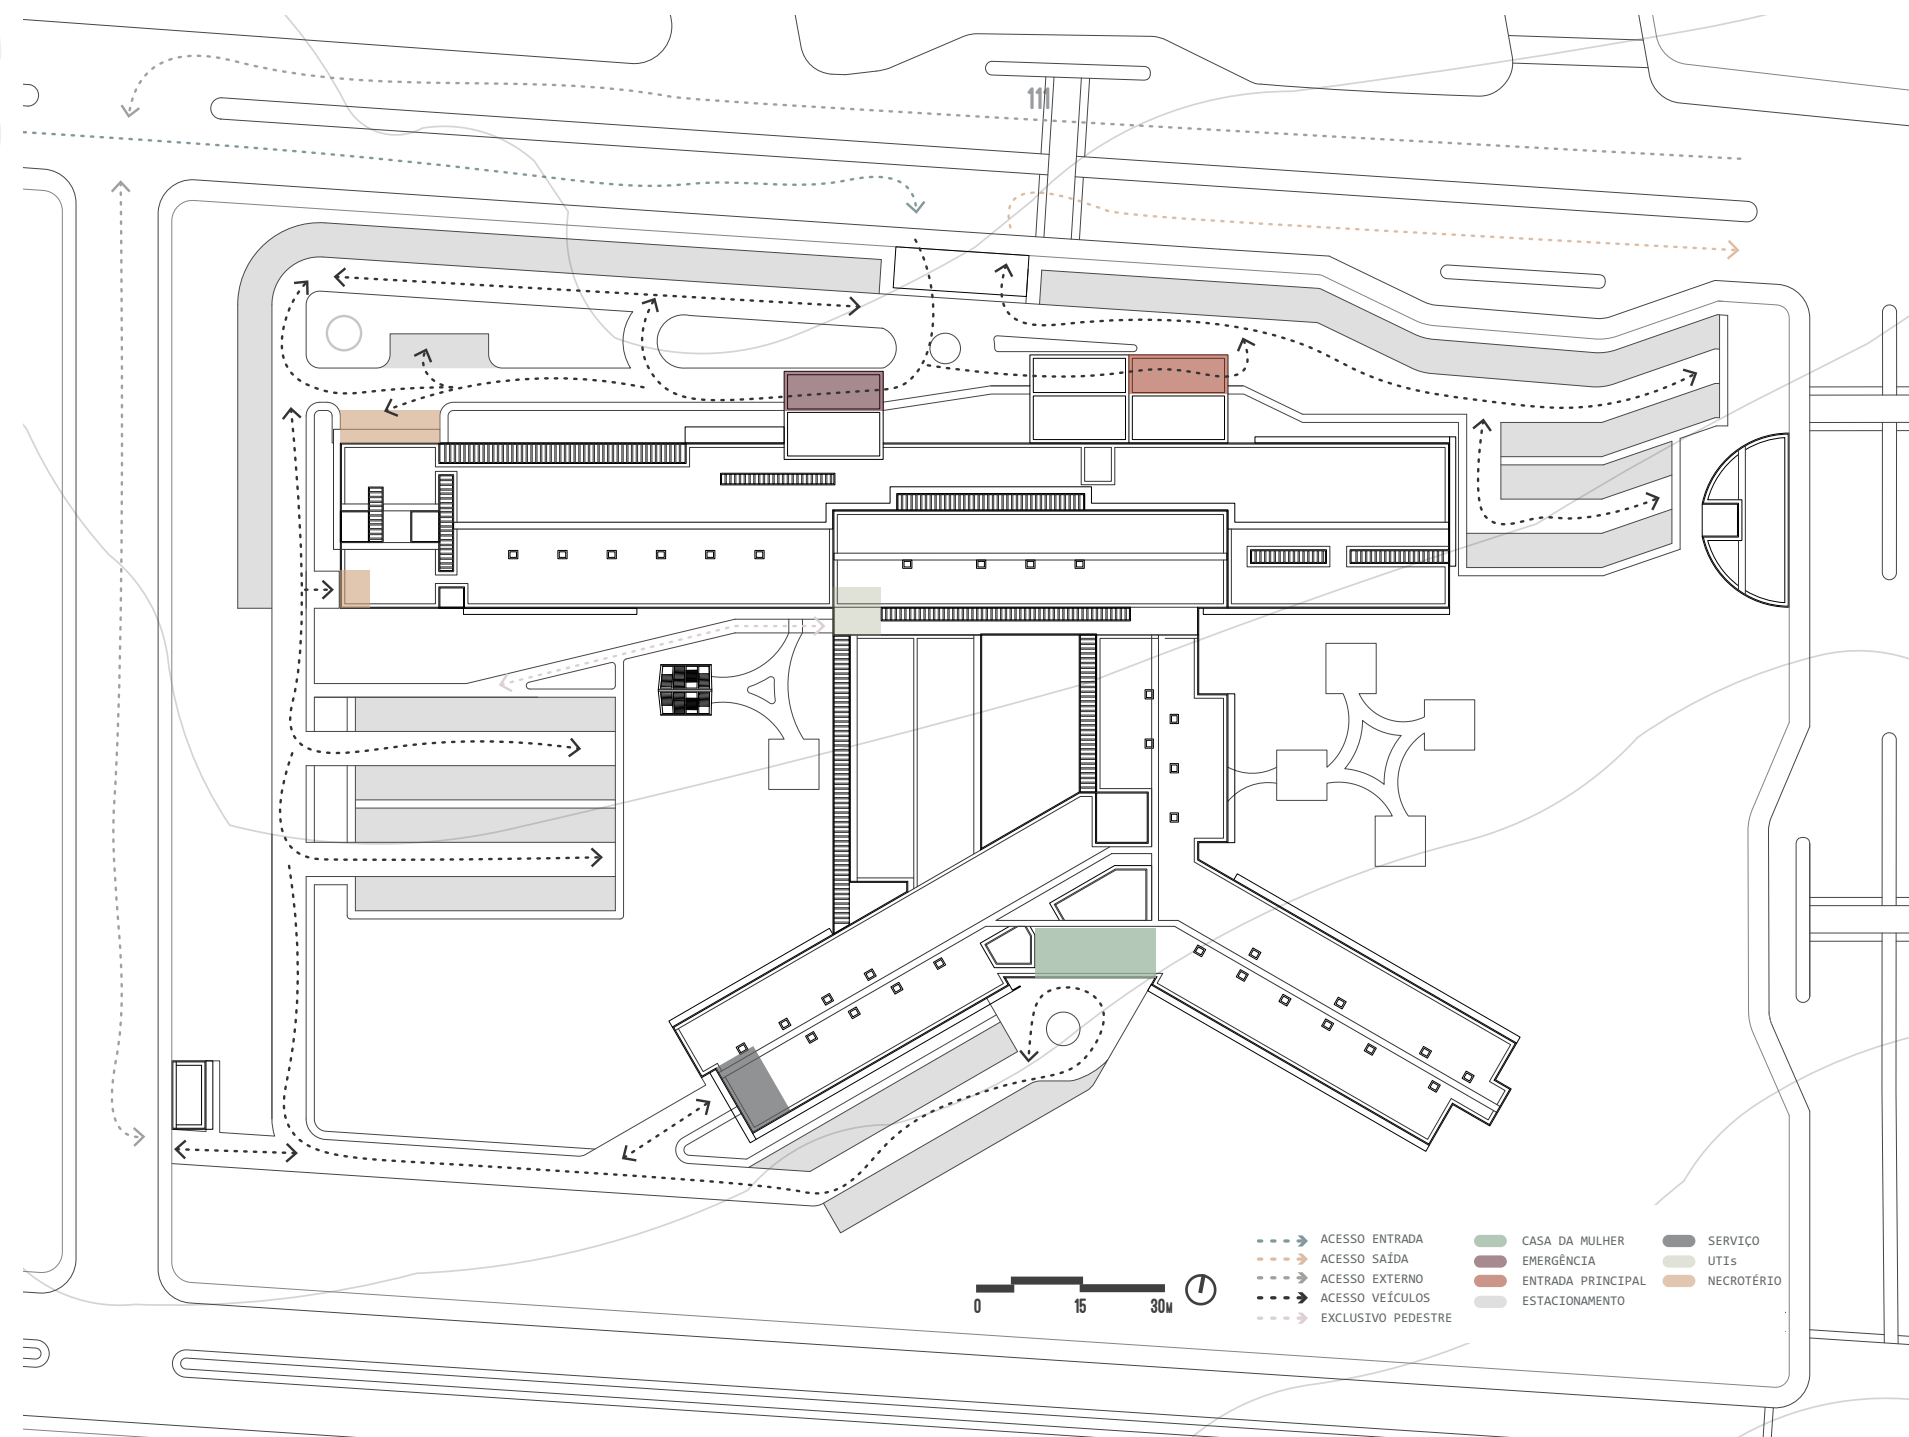 111
ACESSO ENTRADA
ACESSO SAÍDA
ACESSO EXTERNO
ACESSO VEÍCULOS
EXCLUSIVO PEDESTRE
CASA DA MULHER
EMERGÊNCIA
ENTRADA PRINCIPAL
ESTACIONAMENTO
SERVIÇO
UTIs
NECROTÉRIO
0 15 30M